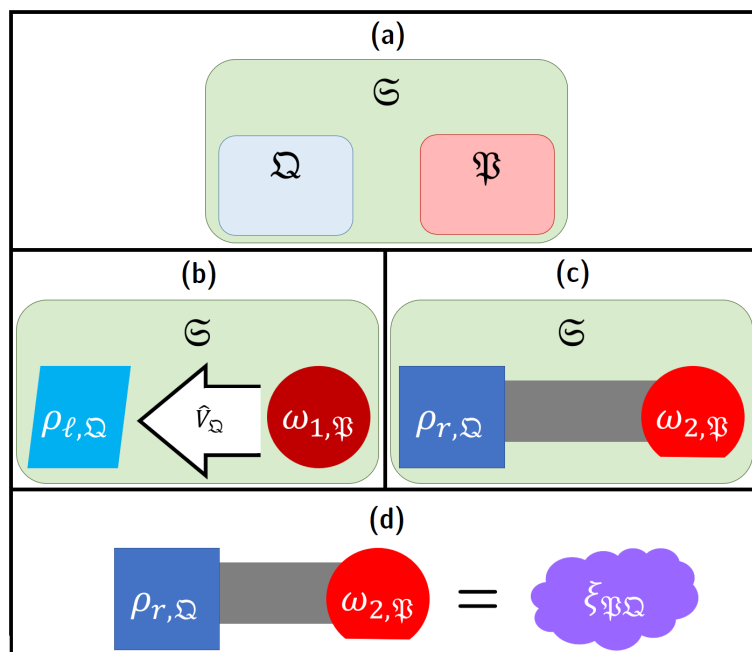 (a)
𝔖
𝔔 𝔓
(b) (c)
𝔖 𝔖
ρℓ,𝔔 V̂𝔔 ω1,𝔓 ρr,𝔔 ω2,𝔓
(d)
ρr,𝔔 ω2,𝔓 = ξ𝔓𝔔